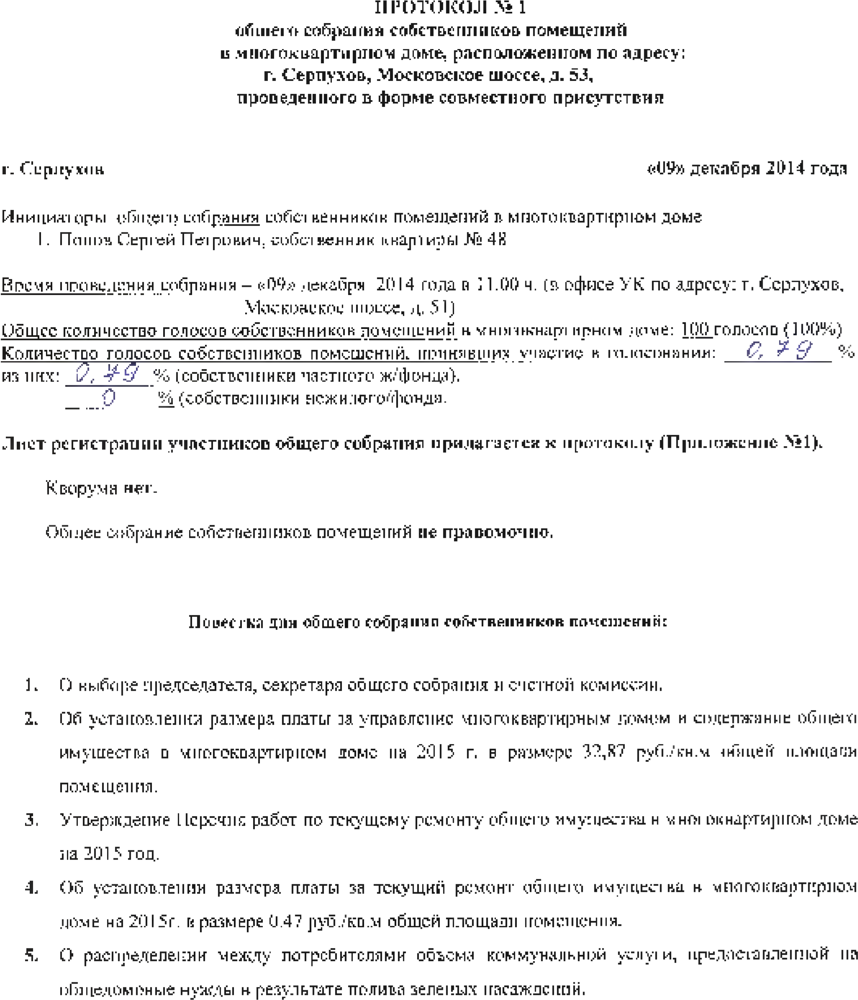 ПРОТОКОЛ № 1
общего собрания собственников помещений
в многоквартирном доме, расположенном по адресу:
г. Серпухов, Московское шоссе, д. 53,
проведенного в форме совместного присутствия
г. Серпухов «09» декабря 2014 года
Инициаторы общего собрания собственников помещений в многоквартирном доме
1. Попов Сергей Петрович, собственник квартиры № 48
Время проведения собрания – «09» декабря 2014 года в 11.00 ч. (в офисе УК по адресу: г. Серпухов,
Московское шоссе, д. 51)
Общее количество голосов собственников помещений в многоквартирном доме: 100 голосов (100%)
Количество голосов собственников помещений, принявших участие в голосовании: 0,79 %
из них: 0,79 % (собственники частного ж/фонда).
0 % (собственники нежилого/фонда.
Лист регистрации участников общего собрания прилагается к протоколу (Приложение №1).
Кворума нет.
Общее собрание собственников помещений не правомочно.
Повестка дня общего собрания собственников помещений:
1. О выборе председателя, секретаря общего собрания и счетной комиссии.
2. Об установлении размера платы за управление многоквартирным домом и содержание общего
имущества в многоквартирном доме на 2015 г. в размере 32,87 руб./кв.м общей площади
помещения.
3. Утверждение Перечня работ по текущему ремонту общего имущества в многоквартирном доме
на 2015 год.
4. Об установлении размера платы за текущий ремонт общего имущества в многоквартирном
доме на 2015г. в размере 0.47 руб./кв.м общей площади помещения.
5. О распределении между потребителями объема коммунальной услуги, предоставленной на
общедомовые нужды в результате полива зеленых насаждений.